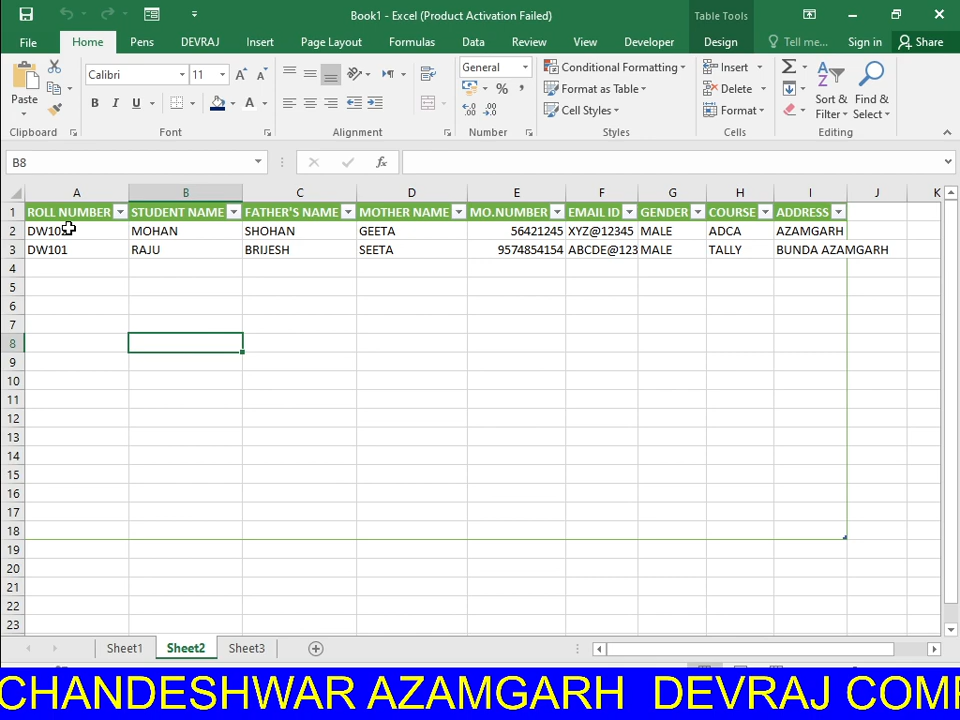 Book1 - Excel (Product Activation Failed)
Table Tools
File Home Pens DEVRAJ Insert Page Layout Formulas Data Review View Developer Design Tell me... Sign in Share
Paste
Calibri 11
B I U
General
Conditional Formatting
Format as Table
Cell Styles
Insert
Delete
Format
Sort & Filter
Find & Select
Clipboard Font Alignment Number Styles Cells Editing
B8 fx
A B C D E F G H I J K
1 ROLL NUMBER STUDENT NAME FATHER'S NAME MOTHER NAME MO.NUMBER EMAIL ID GENDER COURSE ADDRESS
2 MOHAN SHOHAN GEETA 56421245 XYZ@12345 MALE ADCA AZAMGARH
3 DW101 RAJU BRIJESH SEETA 9574854154 ABCDE@123 MALE TALLY BUNDA AZAMGARH
4
5
6
7
8
9
10
11
12
13
14
15
16
17
18
19
20
21
22
23
Sheet1 Sheet2 Sheet3
CHANDESHWAR AZAMGARH DEVRAJ COMP